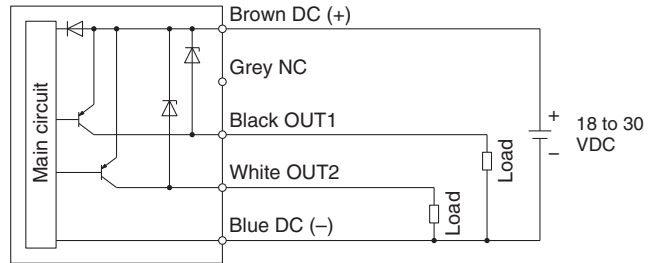 Brown DC (+)
Grey NC
Black OUT1
White OUT2
Blue DC (–)
Main circuit
Load
Load
+
–
18 to 30
VDC